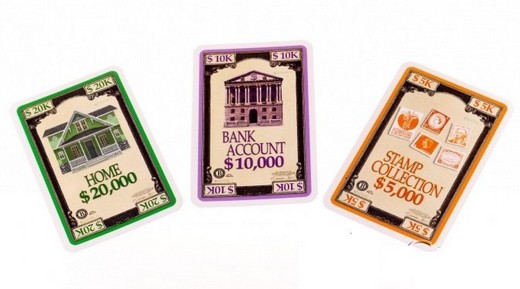 $ 20K
$ 20K
HOME
$ 20,000
$ 20K
$ 20K
$ 10K
$ 10K
BANK
ACCOUNT
$ 10,000
$ 10K
$ 10K
$ 5K
$ 5K
STAMP
COLLECTION
$ 5,000
$ 5K
$ 5K